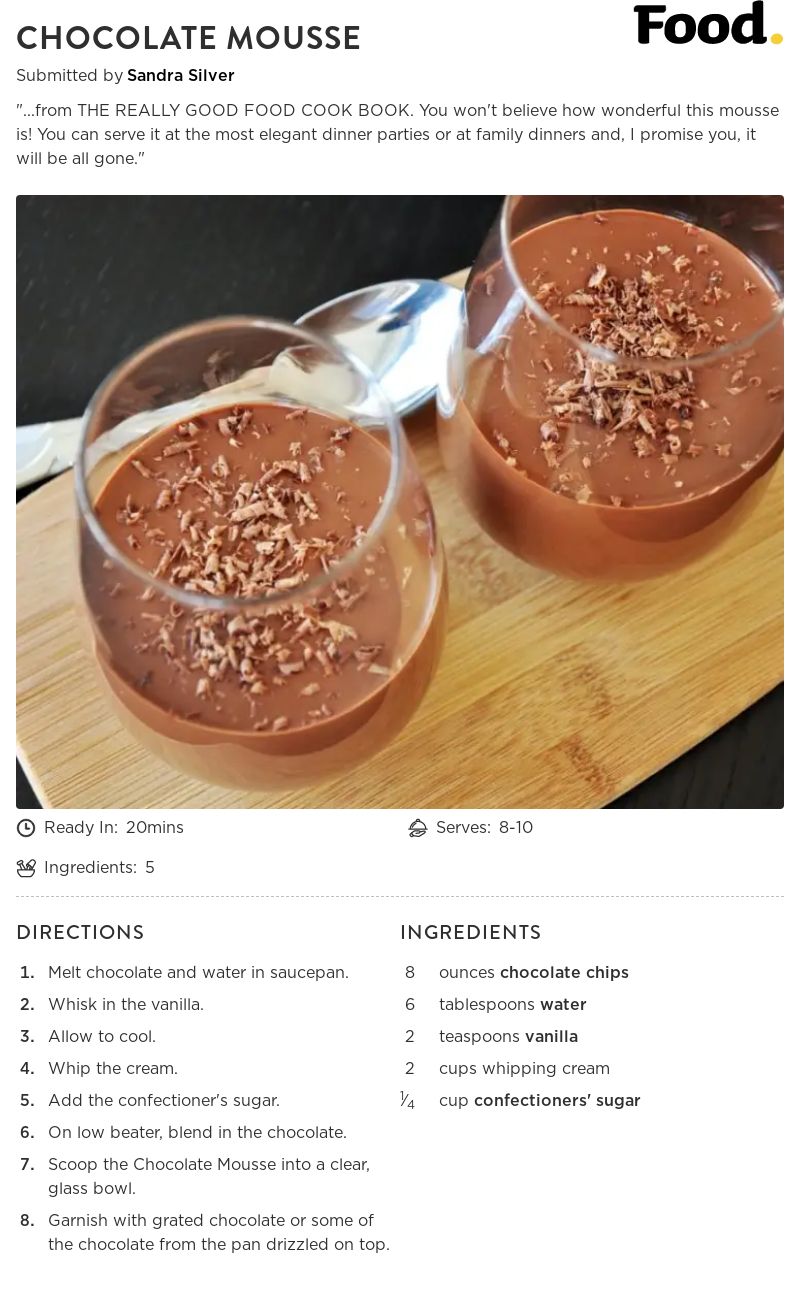 CHOCOLATE MOUSSE
Food.
Submitted by Sandra Silver
"...from THE REALLY GOOD FOOD COOK BOOK. You won't believe how wonderful this mousse
is! You can serve it at the most elegant dinner parties or at family dinners and, I promise you, it
will be all gone."
Ready In: 20mins
Serves: 8-10
Ingredients: 5
DIRECTIONS
1. Melt chocolate and water in saucepan.
2. Whisk in the vanilla.
3. Allow to cool.
4. Whip the cream.
5. Add the confectioner's sugar.
6. On low beater, blend in the chocolate.
7. Scoop the Chocolate Mousse into a clear,
glass bowl.
8. Garnish with grated chocolate or some of
the chocolate from the pan drizzled on top.
INGREDIENTS
8 ounces chocolate chips
6 tablespoons water
2 teaspoons vanilla
2 cups whipping cream
1⁄4 cup confectioners' sugar